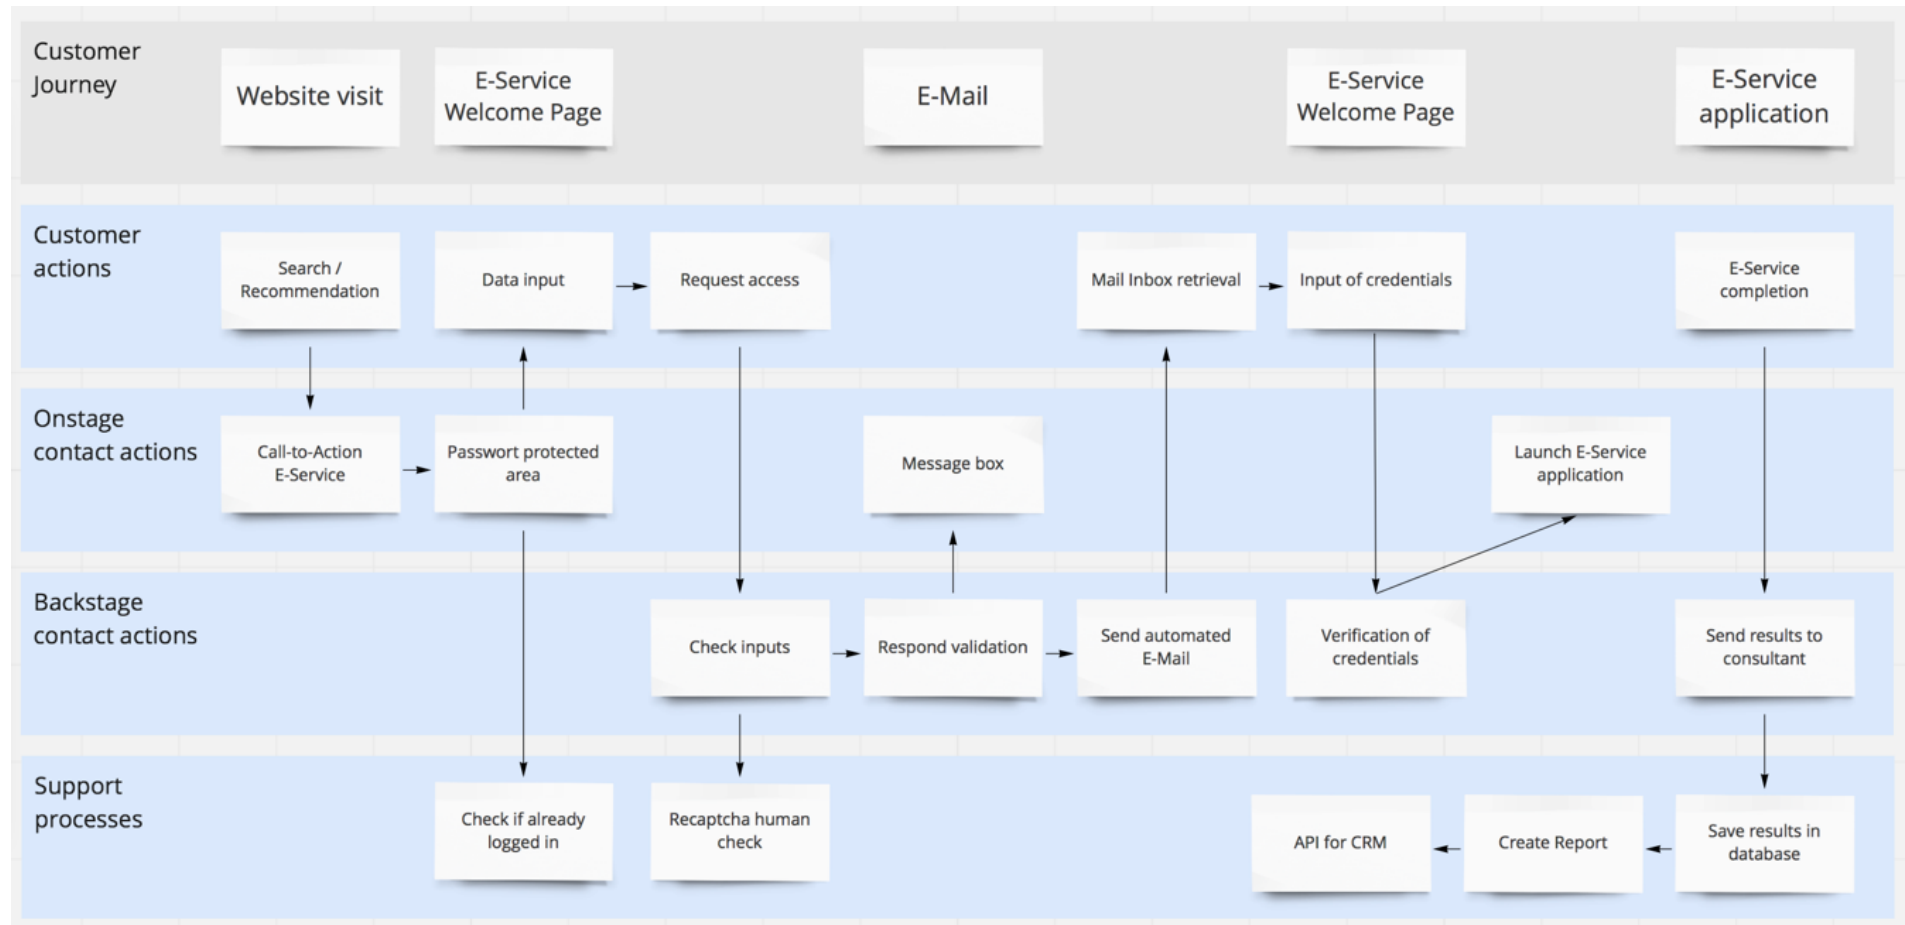 Customer
Journey
Website visit
E-Service
Welcome Page
E-Mail
E-Service
Welcome Page
E-Service
application
Customer
actions
Search /
Recommendation
Data input
Request access
Mail Inbox retrieval
Input of credentials
E-Service
completion
Onstage
contact actions
Call-to-Action
E-Service
Passwort protected
area
Message box
Launch E-Service
application
Backstage
contact actions
Check inputs
Respond validation
Send automated
E-Mail
Verification of
credentials
Send results to
consultant
Support
processes
Check if already
logged in
Recaptcha human
check
API for CRM
Create Report
Save results in
database